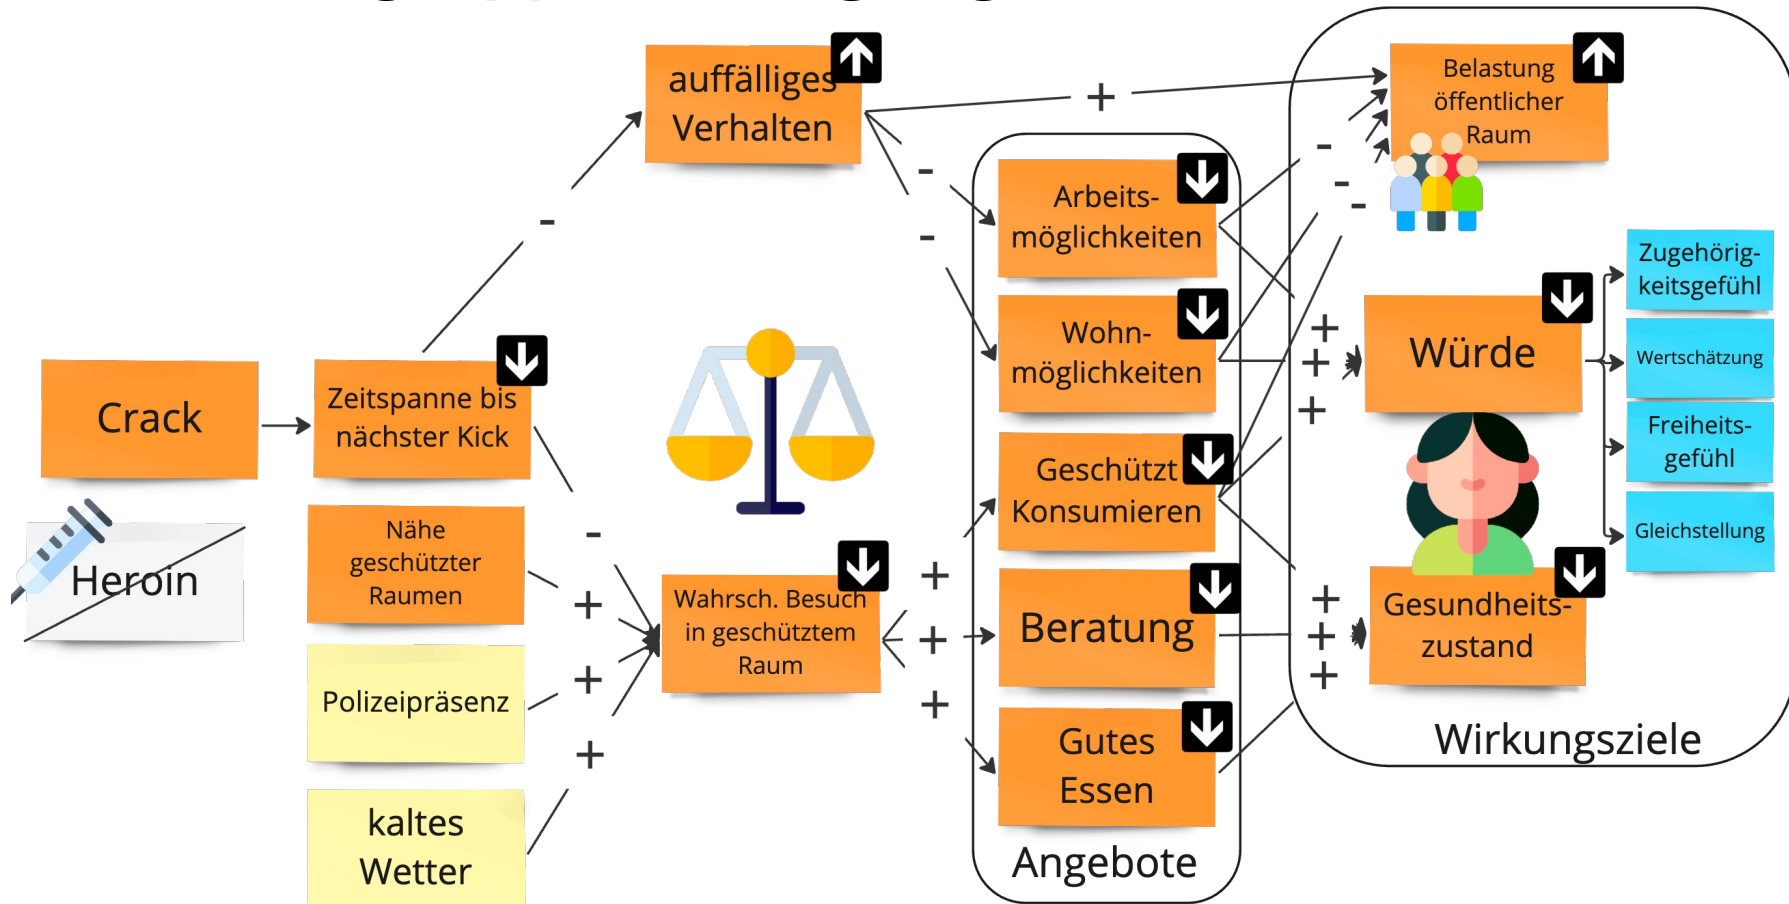 auffälliges
Verhalten
Belastung
öffentlicher
Raum
+
-
-
-
-
-
-
Arbeits-
möglichkeiten
Wohn-
möglichkeiten
Geschützt
Konsumieren
Beratung
Gutes
Essen
Angebote
Crack
Heroin
Zeitspanne bis
nächster Kick
Nähe
geschützter
Raumen
Polizeipräsenz
kaltes
Wetter
-
+
+
+
Wahrsch. Besuch
in geschütztem
Raum
+
+
+
+
+
+
Würde
Zugehörig-
keitsgefühl
Wertschätzung
Freiheits-
gefühl
Gleichstellung
+
+
+
Gesundheits-
zustand
Wirkungsziele